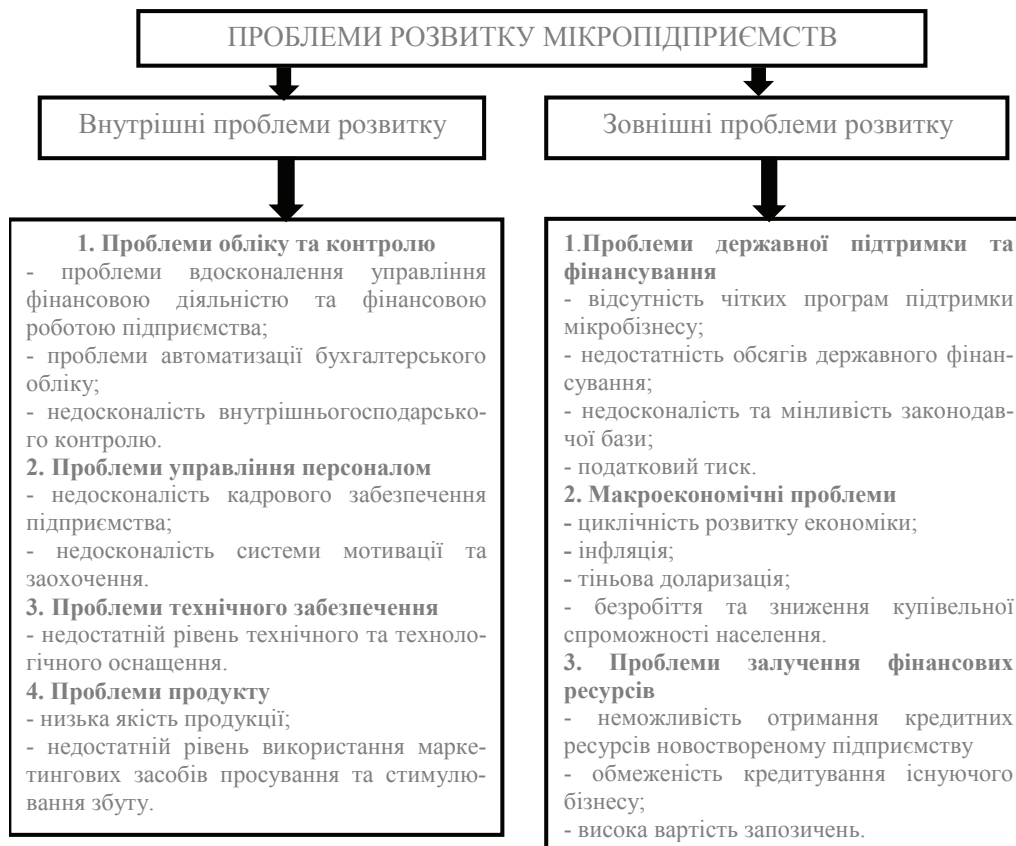 ПРОБЛЕМИ РОЗВИТКУ МІКРОПІДПРИЄМСТВ
Внутрішні проблеми розвитку
1. Проблеми обліку та контролю
- проблеми вдосконалення управління
фінансовою діяльністю та фінансовою
роботою підприємства;
- проблеми автоматизації бухгалтерського
обліку;
- недосконалість внутрішньогосподарсько-
го контролю.
2. Проблеми управління персоналом
- недосконалість кадрового забезпечення
підприємства;
- недосконалість системи мотивації та
заохочення.
3. Проблеми технічного забезпечення
- недостатній рівень технічного та техноло-
гічного оснащення.
4. Проблеми продукту
- низька якість продукції;
- недостатній рівень використання марке-
тингових засобів просування та стимулю-
вання збуту.
Зовнішні проблеми розвитку
1.Проблеми державної підтримки та
фінансування
- відсутність чітких програм підтримки
мікробізнесу;
- недостатність обсягів державного фінан-
сування;
- недосконалість та мінливість законодав-
чої бази;
- податковий тиск.
2. Макроекономічні проблеми
- циклічність розвитку економіки;
- інфляція;
- тіньова доларизація;
- безробіття та зниження купівельної
спроможності населення.
3. Проблеми залучення фінансових
ресурсів
- неможливість отримання кредитних
ресурсів новоствореному підприємству
- обмеженість кредитування існуючого
бізнесу;
- висока вартість запозичень.